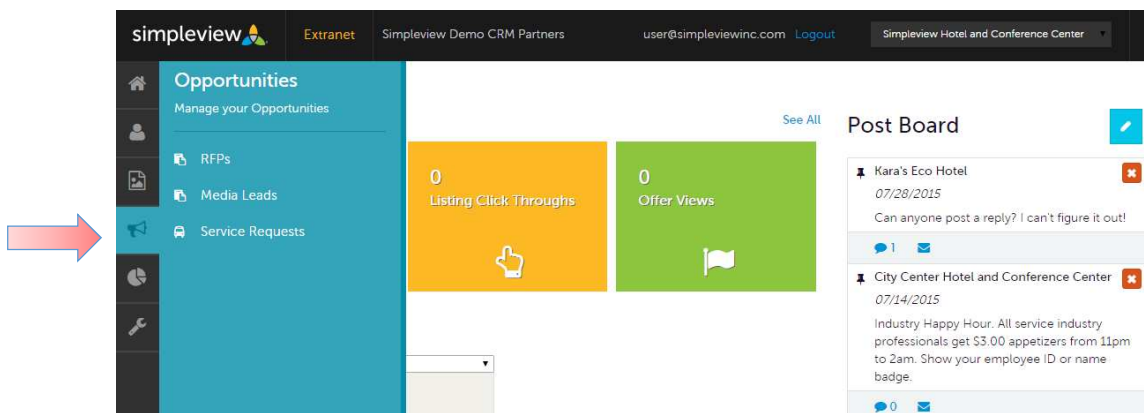 simpleview
Extranet
Simpleview Demo CRM Partners
user@simpleviewinc.com Logout
Simpleview Hotel and Conference Center
Opportunities
Manage your Opportunities
RFPs
Media Leads
Service Requests
See All
0
Listing Click Throughs
0
Offer Views
Post Board
Kara's Eco Hotel
07/28/2015
Can anyone post a reply? I can't figure it out!
1
City Center Hotel and Conference Center
07/14/2015
Industry Happy Hour. All service industry
professionals get $3.00 appetizers from 11pm
to 2am. Show your employee ID or name
badge.
0